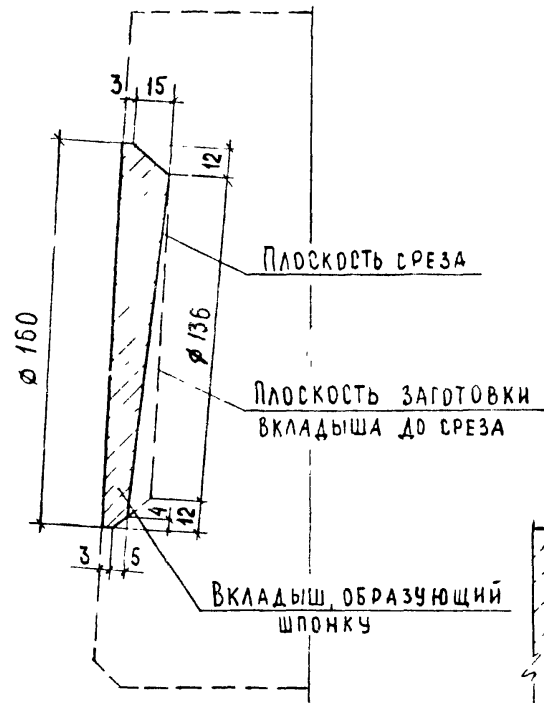 3 15
12
ПЛОСКОСТЬ СРЕЗА
Ø 160
Ø 136
ПЛОСКОСТЬ ЗАГОТОВКИ
ВКЛАДЫША ДО СРЕЗА
4
12
3 5
ВКЛАДЫШ, ОБРАЗУЮЩИЙ
ШПОНКУ